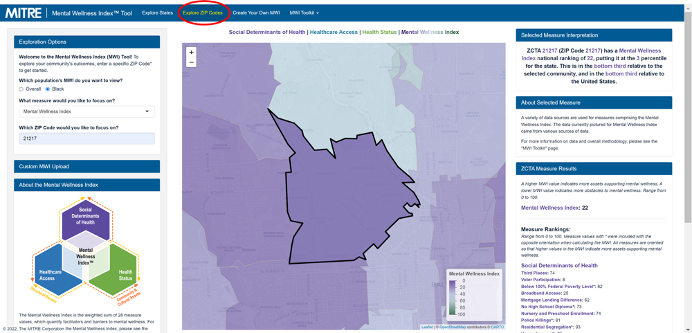 MITRE | Mental Wellness Index™ Tool
Explore States
Explore ZIP Codes
Create Your Own MWI
MWI Toolkit
Exploration Options
Welcome to the Mental Wellness Index (MWI) Tool! To
explore your community's outcomes, enter a specific ZIP Code*
to get started.
Which population's MWI do you want to view?
Overall
Black
What measure would you like to focus on?
Mental Wellness Index
Which ZIP Code would you like to focus on?
21217
Custom MWI Upload
About the Mental Wellness Index
Social
Determinants
of Health
Mental
Wellness
Index™
Healthcare
Access
Health
Status
The Mental Wellness Index is the weighted sum of 28 measure
values, which quantify facilitators and barriers to mental wellness. For
© 2022, The MITRE Corporation
the Mental Wellness Index, please see the
Social Determinants of Health | Healthcare Access | Health Status | Mental Wellness Index
+
−
Mental Wellness Index
0
20
40
60
80
100
Leaflet | © OpenStreetMap contributors © CARTO
Selected Measure Interpretation
ZCTA 21217 (ZIP Code 21217) has a Mental Wellness
Index national ranking of 22, putting it at the 3 percentile
for the state. This is in the bottom third relative to the
selected community, and in the bottom third relative to
the United States.
About Selected Measure
A variety of data sources are used for measures comprising the Mental
Wellness Index. The data currently pictured for Mental Wellness Index
came from various sources of data.
For more information on data and overall methodology, please see the
"MWI Toolkit" page.
ZCTA Measure Results
A higher MWI value indicates more assets supporting mental wellness. A
lower MWI value indicates more obstacles to mental wellness. Range from
0 to 100.
Mental Wellness Index: 22
Measure Rankings:
Range from 0 to 100. Measure values with * were included with the
opposite orientation when calculating the MWI. All measures are oriented
so that higher values in the MWI indicate more assets supporting mental
wellness.
Social Determinants of Health
Third Places: 74
Voter Participation: 8
Below 100% Federal Poverty Level*: 82
Broadband Access: 26
Mortgage Lending Difference: 62
No High School Diploma*: 72
Nursery and Preschool Enrollment: 74
Police Killings*: 81
Residential Segregation*: 93